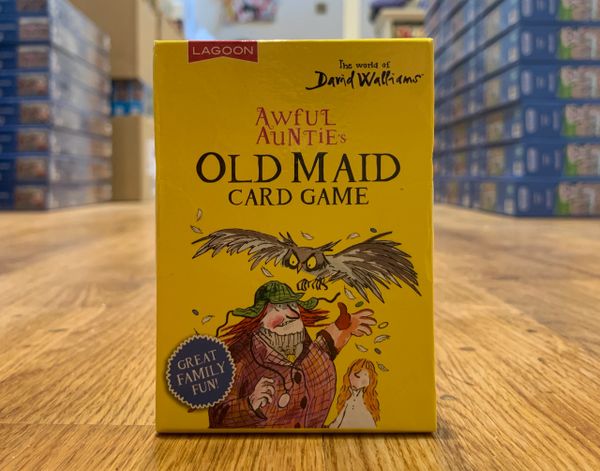 LAGOON
The world of
David Walliams
AWFUL
AUNTIE's
OLD MAID
CARD GAME
GREAT
FAMILY
FUN!